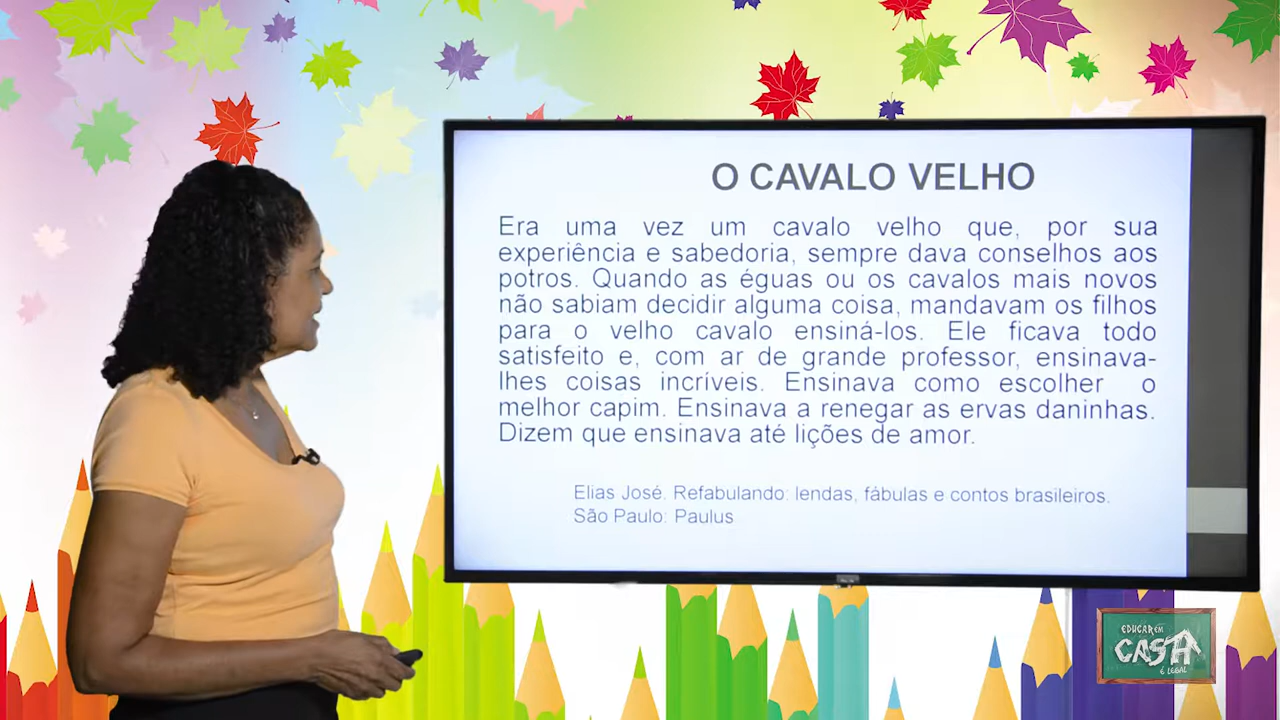 O CAVALO VELHO
Era uma vez um cavalo velho que, por sua
experiência e sabedoria, sempre dava conselhos aos
potros. Quando as éguas ou os cavalos mais novos
não sabiam decidir alguma coisa, mandavam os filhos
para o velho cavalo ensiná-los. Ele ficava todo
satisfeito e, com ar de grande professor, ensinava-
lhes coisas incríveis. Ensinava como escolher o
melhor capim. Ensinava a renegar as ervas daninhas.
Dizem que ensinava até lições de amor.
Elias José. Refabulando: lendas, fábulas e contos brasileiros.
São Paulo: Paulus
EDUCAR EM
CASA
É LEGAL